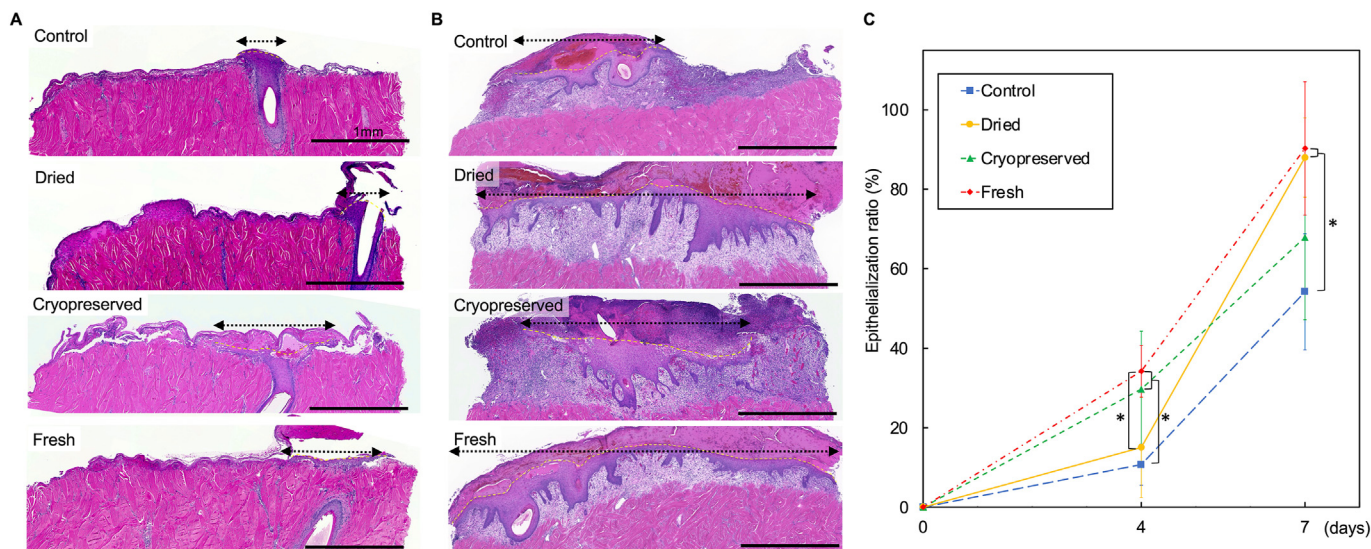 A
Control
1mm
Dried
Cryopreserved
Fresh
B
Control
Dried
Cryopreserved
Fresh
C
Epithelialization ratio (%)
100
80
60
40
20
0
0
4
7
(days)
Control
Dried
Cryopreserved
Fresh
*
*
*